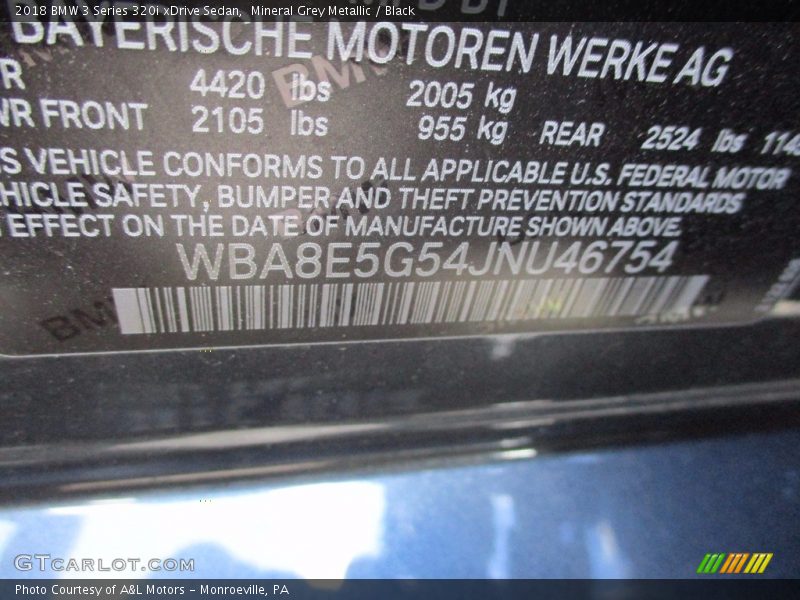 2018 BMW 3 Series 320i xDrive Sedan, Mineral Grey Metallic / Black
BAYERISCHE MOTOREN WERKE AG
4420 lbs 2005 kg
WR FRONT 2105 lbs 955 kg REAR 2524 lbs 114
S VEHICLE CONFORMS TO ALL APPLICABLE U.S. FEDERAL MOTOR
EHICLE SAFETY, BUMPER AND THEFT PREVENTION STANDARDS
EFFECT ON THE DATE OF MANUFACTURE SHOWN ABOVE.
WBA8E5G54JNU46754
GTCARLOT.COM
Photo Courtesy of A&L Motors - Monroeville, PA